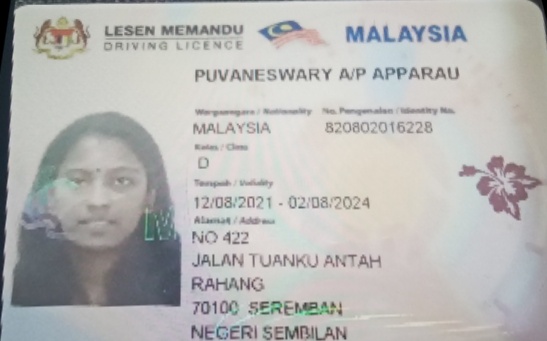 LESEN MEMANDU
DRIVING LICENCE
MALAYSIA
PUVANESWARY A/P APPARAU
Warganegara / Nationality No. Pengenalan / Identity No.
MALAYSIA 820802016228
Kelas / Class
D
Tempoh / Validity
12/08/2021 - 02/08/2024
Alamat / Address
NO 422
JALAN TUANKU ANTAH
RAHANG
70100 SEREMBAN
NEGERI SEMBILAN